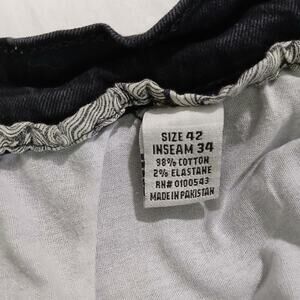 SIZE 42
INSEAM 34
98% COTTON
2% ELASTANE
RN# 0100543
MADE IN PAKISTAN